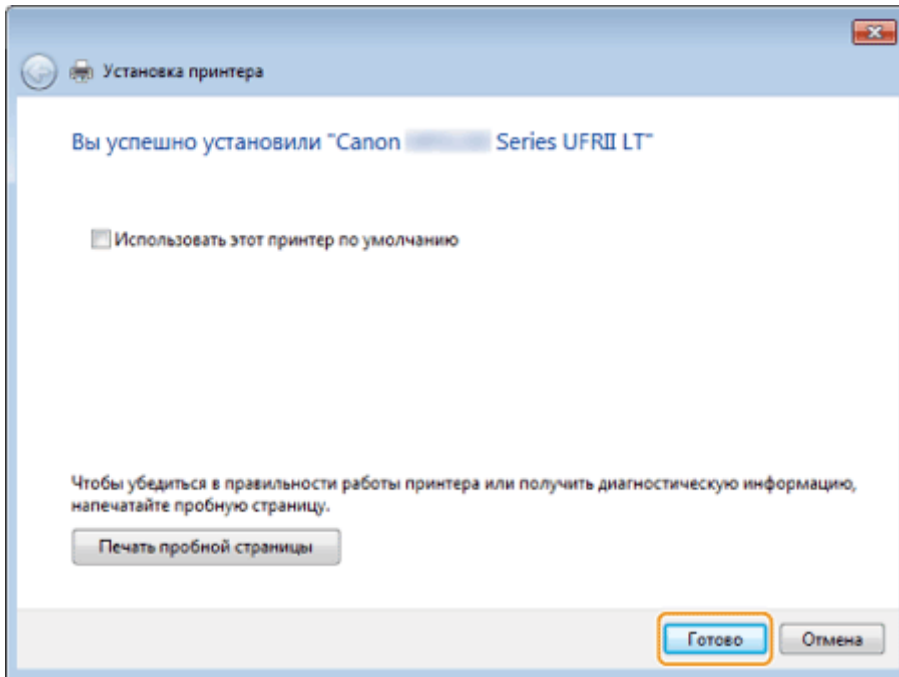 Установка принтера
Вы успешно установили "Canon Series UFRII LT"
Использовать этот принтер по умолчанию
Чтобы убедиться в правильности работы принтера или получить диагностическую информацию,
напечатайте пробную страницу.
Печать пробной страницы
Готово Отмена